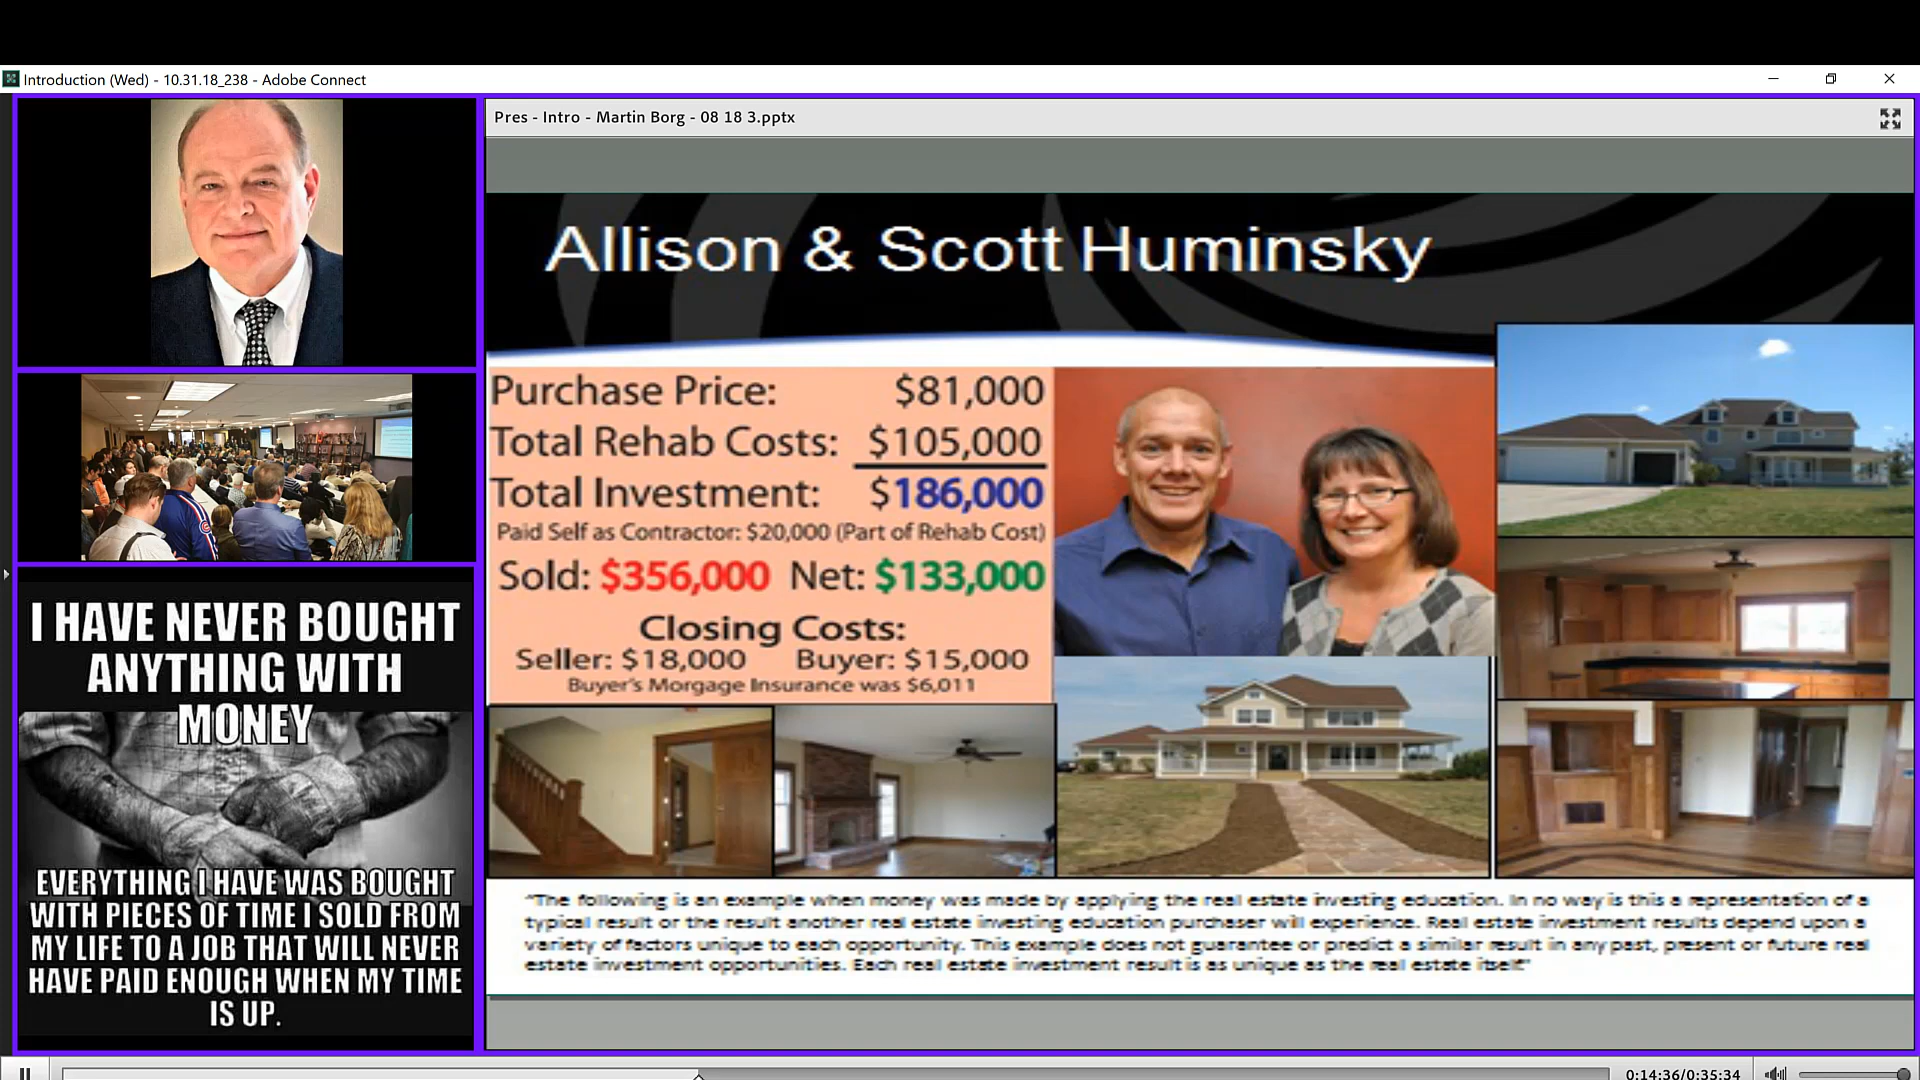 Introduction (Wed) - 10.31.18_238 - Adobe Connect
Pres - Intro - Martin Borg - 08 18 3.pptx
Allison & Scott Huminsky
Purchase Price: $81,000
Total Rehab Costs: $105,000
Total Investment: $186,000
Paid Self as Contractor: $20,000 (Part of Rehab Cost)
Sold: $356,000 Net: $133,000
Closing Costs:
Seller: $18,000 Buyer: $15,000
Buyer's Morgage Insurance was $6,011
I HAVE NEVER BOUGHT
ANYTHING WITH
MONEY
EVERYTHING I HAVE WAS BOUGHT
WITH PIECES OF TIME I SOLD FROM
MY LIFE TO A JOB THAT WILL NEVER
HAVE PAID ENOUGH WHEN MY TIME
IS UP.
"The following is an example when money was made by applying the real estate investing education. In no way is this a representation of a
typical result or the result another real estate investing education purchaser will experience. Real estate investment results depend upon a
variety of factors unique to each opportunity. This example does not guarantee or predict a similar result in any past, present or future real
estate investment opportunities. Each real estate investment result is as unique as the real estate itself."
0:14:36/0:35:34